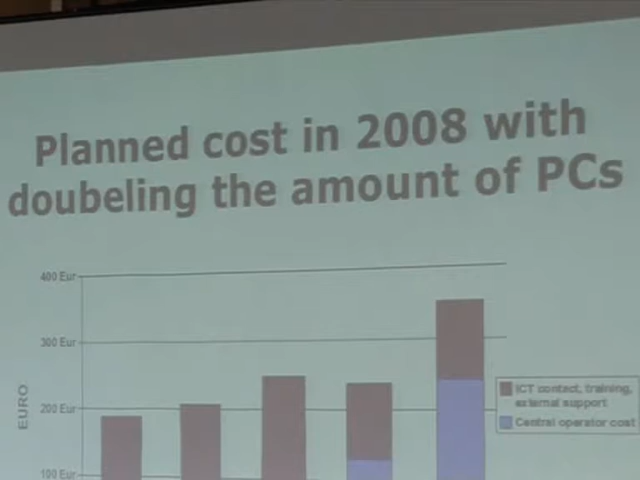 Planned cost in 2008 with
doubeling the amount of PCs
400 Eur
300 Eur
200 Eur
100 Eur
EURO
ICT contact, training,
external support
Central operator cost